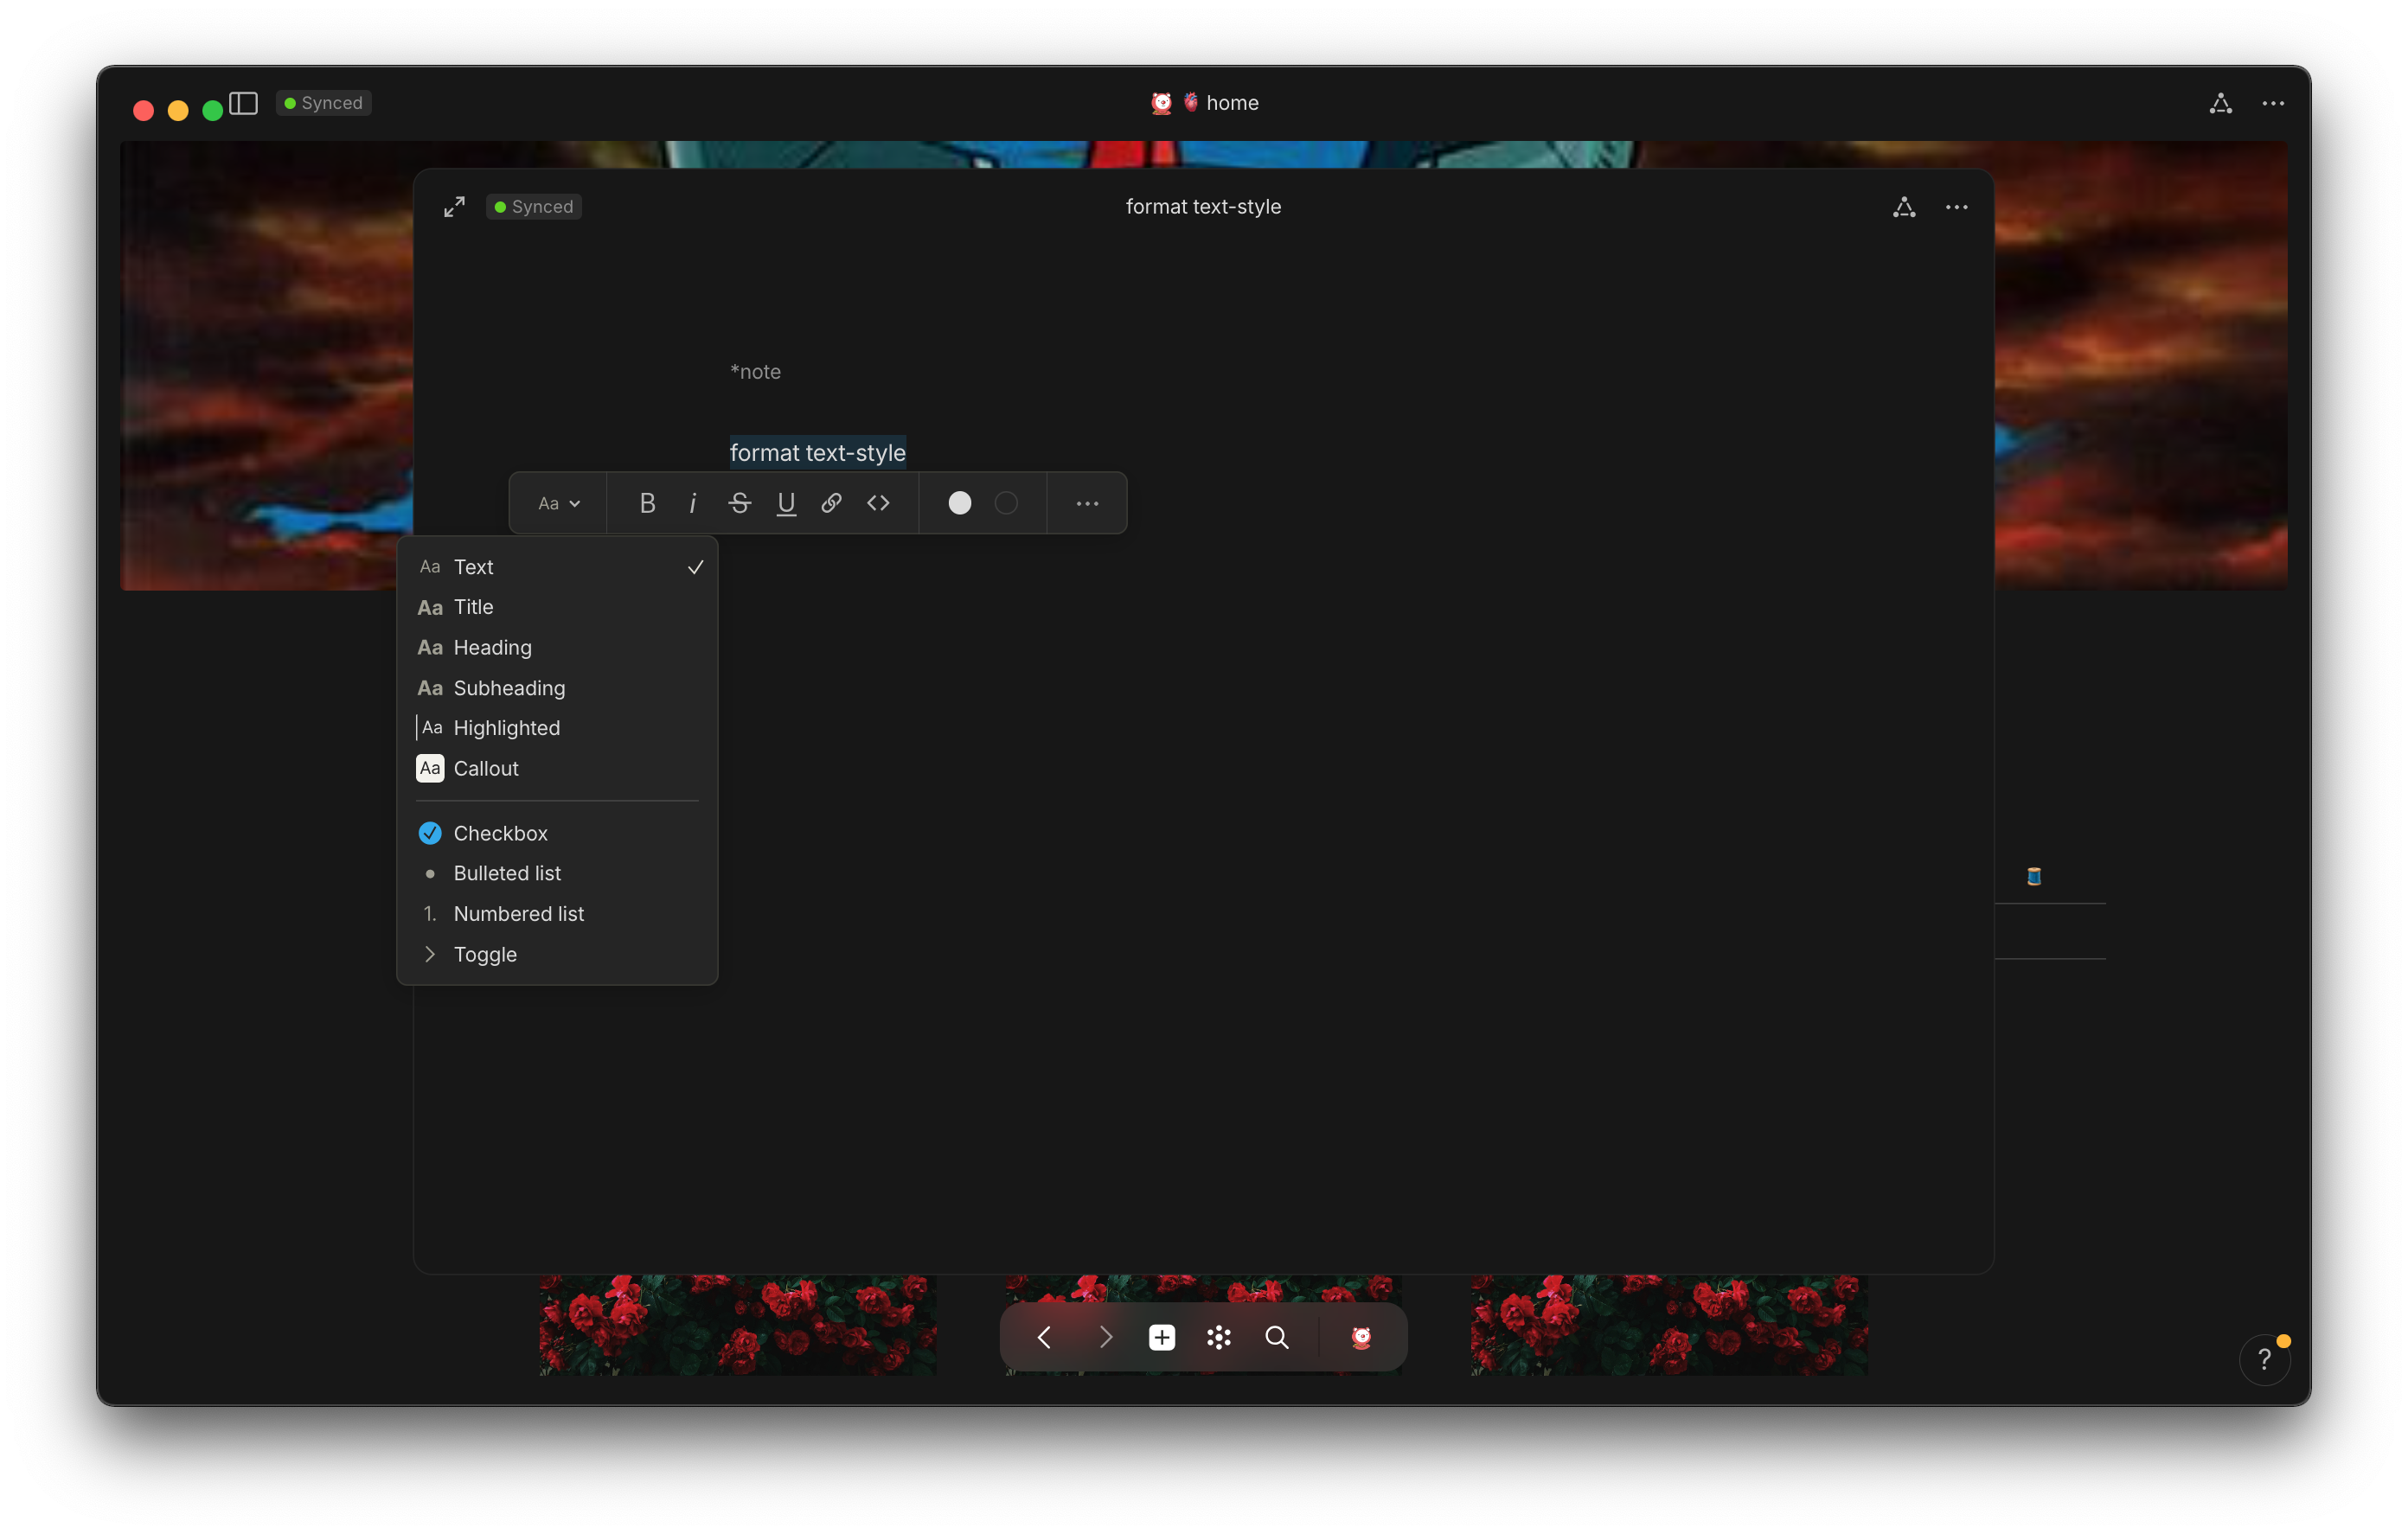 Synced
home
Synced
format text-style
*note
format text-style
Aa
B i S U
Aa Text
Aa Title
Aa Heading
Aa Subheading
Aa Highlighted
Aa Callout
Checkbox
Bulleted list
1. Numbered list
Toggle
?